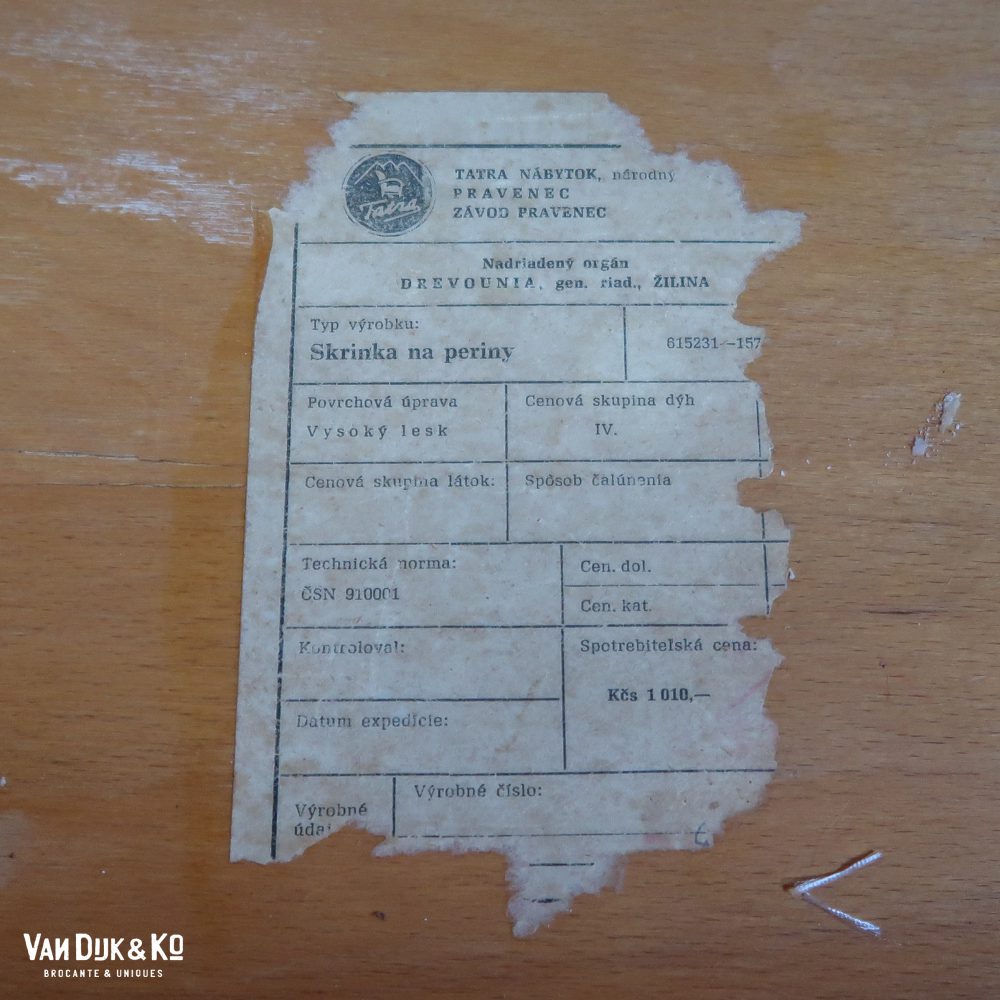 Tatra
TATRA NÁBYTOK, národný
PRAVENEC
ZÁVOD PRAVENEC
Nadriadený orgán
DREVOUNIA, gen. riad., ŽILINA
Typ výrobku:
Skrinka na periny
615231--157
Povrchová úprava
Vysoký lesk
Cenová skupina dýh
IV.
Cenová skupina látok:
Spôsob čalúnenia
Technická norma:
ČSN 910001
Cen. dol.
Cen. kat.
Kontroloval:
Spotrebiteľská cena:
Kčs 1 010,—
Datum expedície:
Výrobné
údaj
Výrobné číslo:
VAN DIJK & KO
BROCANTE & UNIQUES